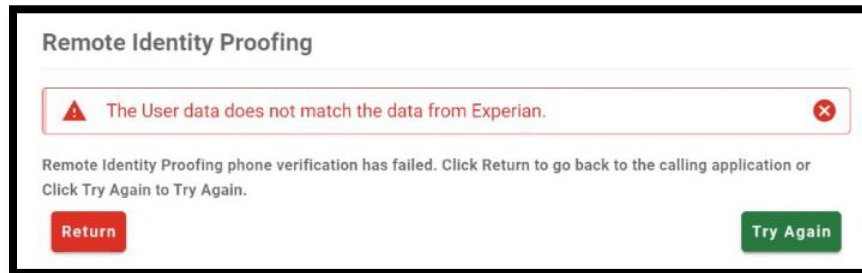 Remote Identity Proofing
The User data does not match the data from Experian.
Remote Identity Proofing phone verification has failed. Click Return to go back to the calling application or
Click Try Again to Try Again.
Return
Try Again